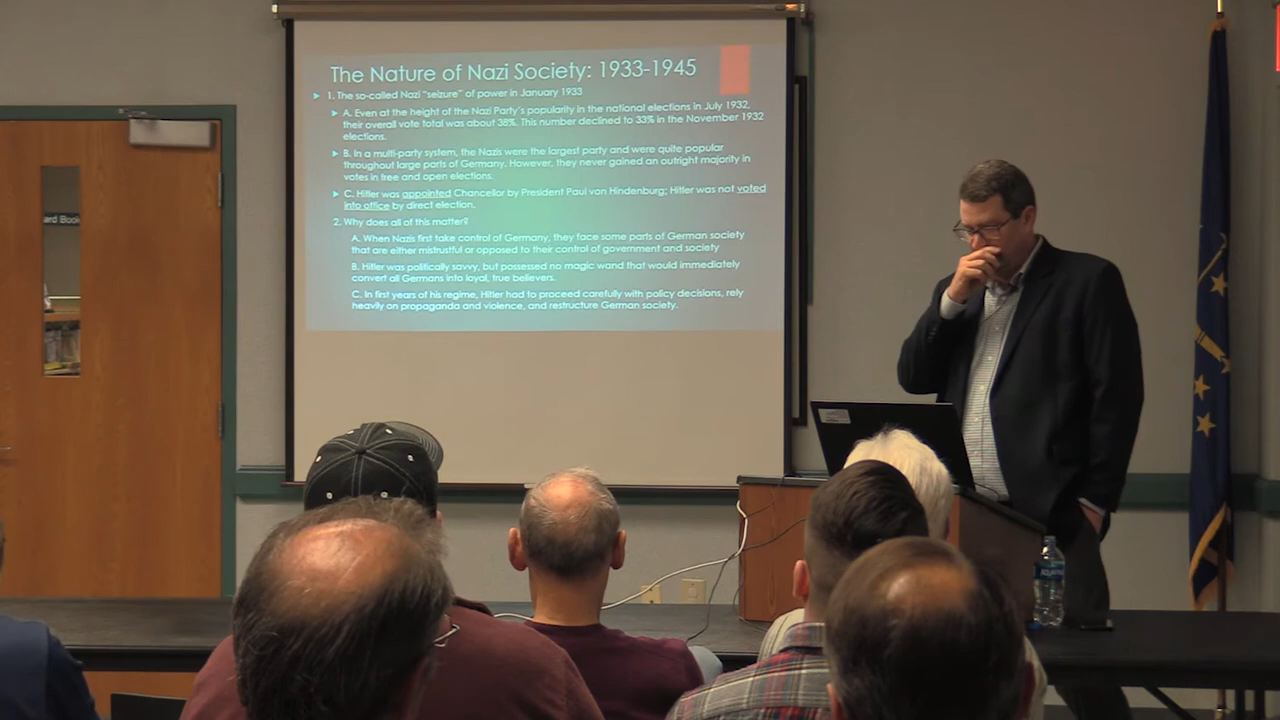 The Nature of Nazi Society: 1933-1945
1. The so-called Nazi "seizure" of power in January 1933
A. Even at the height of the Nazi Party's popularity in the national elections in July 1932,
their overall vote total was about 38%. This number declined to 33% in the November 1932
elections.
B. In a multi-party system, the Nazis were the largest party and were quite popular
throughout large parts of Germany. However, they never gained an outright majority in
votes in free and open elections.
C. Hitler was appointed Chancellor by President Paul von Hindenburg; Hitler was not voted
into office by direct election.
2. Why does all of this matter?
A. When Nazis first take control of Germany, they face some parts of German society
that are either mistrustful or opposed to their control of government and society
B. Hitler was politically savvy, but possessed no magic wand that would immediately
convert all Germans into loyal, true believers.
C. In first years of his regime, Hitler had to proceed carefully with policy decisions, rely
heavily on propaganda and violence, and restructure German society.
ard Book